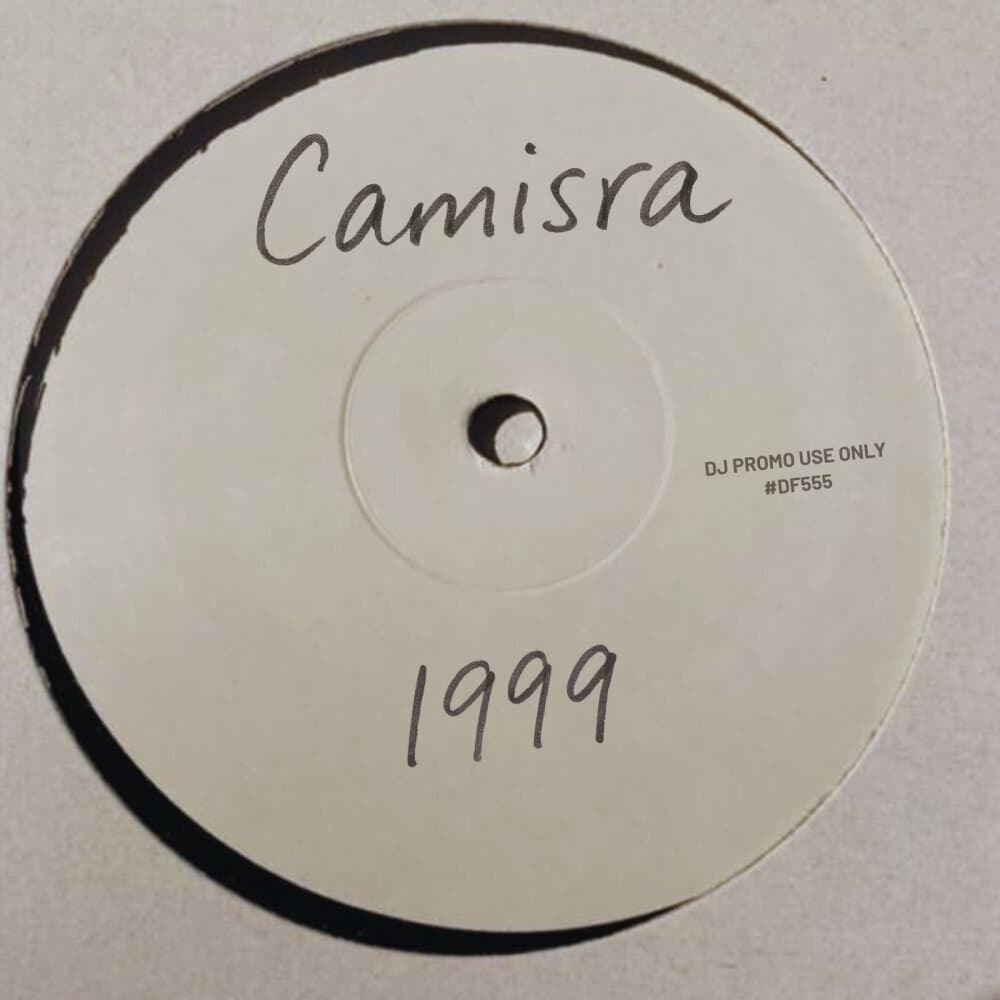 Camisra
DJ PROMO USE ONLY
#DF555
1999